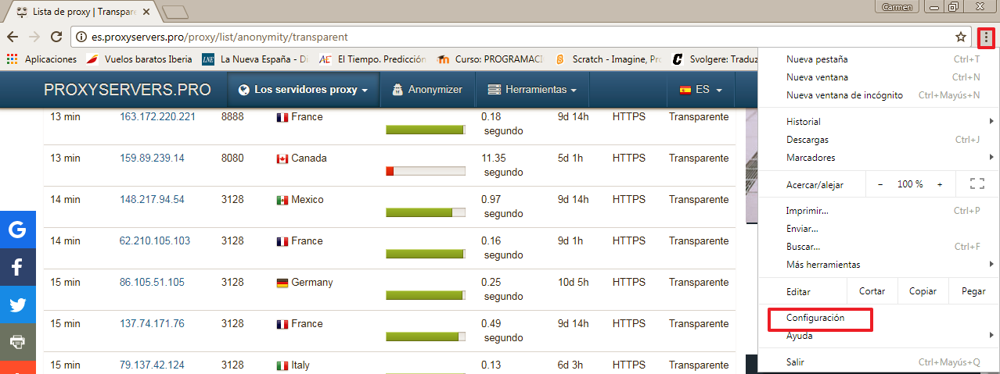 Lista de proxy | Transpare
Carmen
es.proxyservers.pro/proxy/list/anonymity/transparent
Aplicaciones Vuelos baratos Iberia LNE La Nueva España - Di El Tiempo. Predicción Curso: PROGRAMACI Scratch - Imagine, Pro Svolgere: Traduz
PROXYSERVERS.PRO Los servidores proxy Anonymizer Herramientas ES
13 min 163.172.220.221 8888 France 0.18 segundo 9d 14h HTTPS Transparente
13 min 159.89.239.14 8080 Canada 11.35 segundo 5d 1h HTTPS Transparente
14 min 148.217.94.54 3128 Mexico 0.97 segundo 9d 14h HTTPS Transparente
14 min 62.210.105.103 3128 France 0.16 segundo 9d 1h HTTPS Transparente
15 min 86.105.51.105 3128 Germany 0.25 segundo 10d 5h HTTPS Transparente
15 min 137.74.171.76 3128 France 0.49 segundo 9d 14h HTTPS Transparente
15 min 79.137.42.124 3128 Italy 0.13 6d 3h HTTPS Transparente
Nueva pestaña Ctrl+T
Nueva ventana Ctrl+N
Nueva ventana de incógnito Ctrl+Mayús+N
Historial
Descargas Ctrl+J
Marcadores
Acercar/alejar − 100 % +
Imprimir... Ctrl+P
Enviar...
Buscar... Ctrl+F
Más herramientas
Editar Cortar Copiar Pegar
Configuración
Ayuda
Salir Ctrl+Mayús+Q